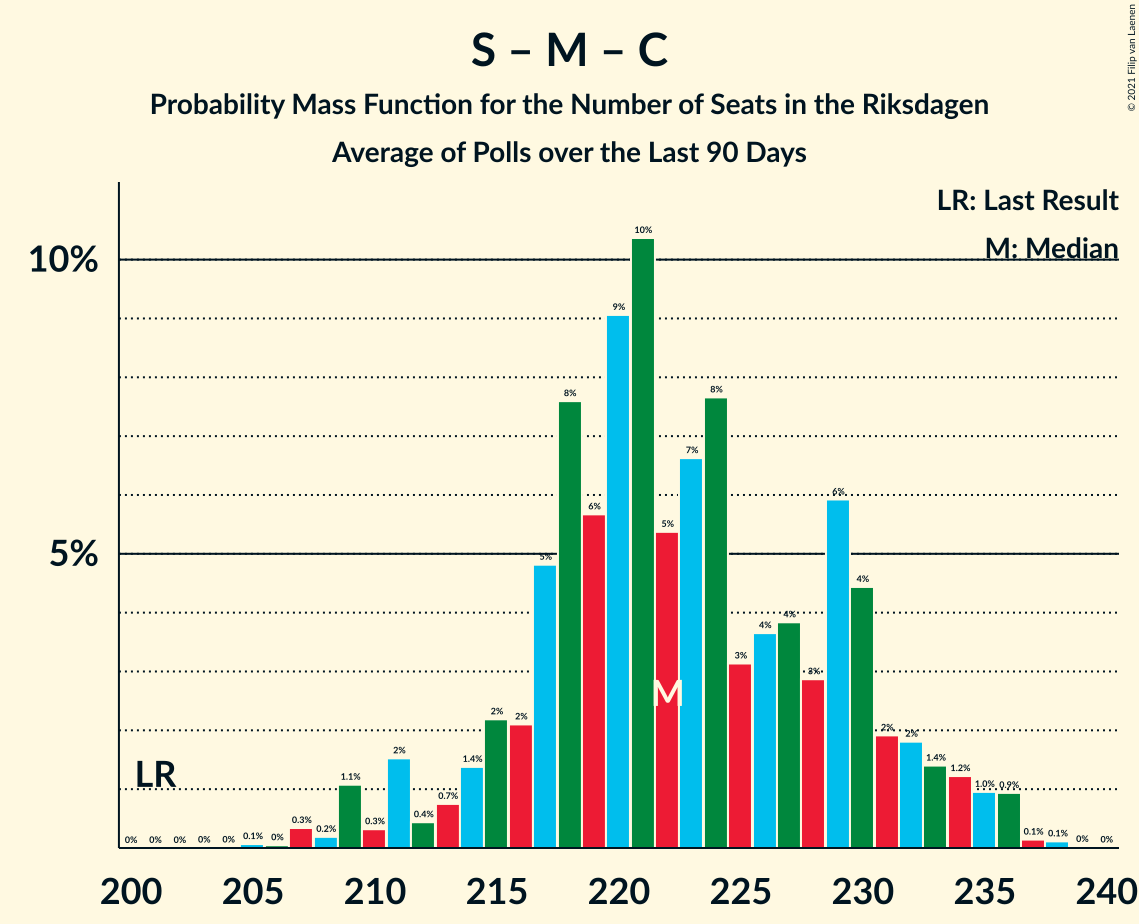 S – M – C
Probability Mass Function for the Number of Seats in the Riksdagen
Average of Polls over the Last 90 Days
© 2021 Filip van Laenen
LR: Last Result
M: Median
10%
5%
0% 0% 0% 0% 0% 0.1% 0% 0.3% 0.2% 1.1% 0.3% 2% 0.4% 0.7% 1.4% 2% 2% 5% 8% 6% 9% 10% 5% 7% 8% 3% 4% 4% 3% 6% 4% 2% 2% 1.4% 1.2% 1.0% 0.9% 0.1% 0.1% 0% 0%
LR
M
200 205 210 215 220 225 230 235 240